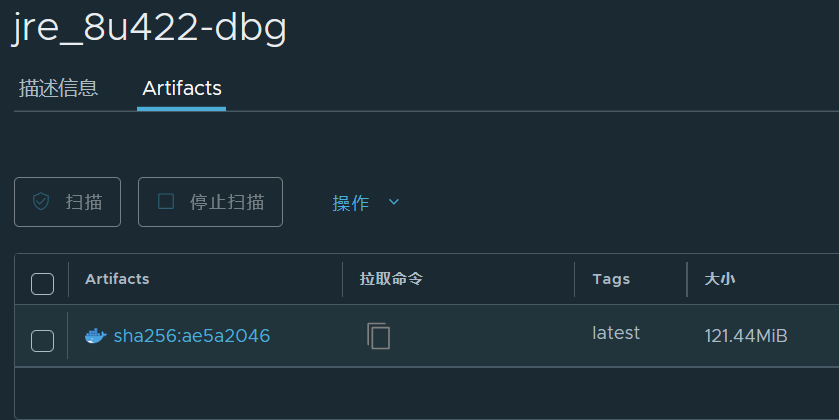 jre_8u422-dbg
描述信息 Artifacts
扫描 停止扫描 操作
Artifacts 拉取命令 Tags 大小
sha256:ae5a2046 latest 121.44MiB